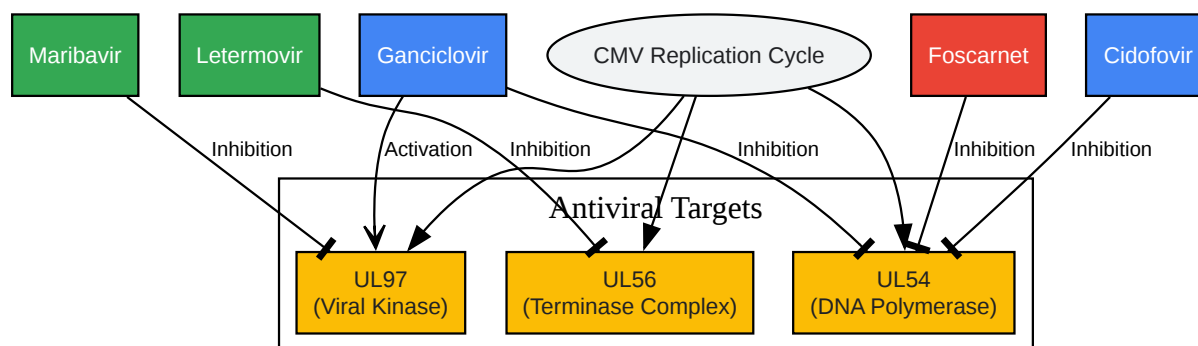 Maribavir
Letermovir
Ganciclovir
CMV Replication Cycle
Foscarnet
Cidofovir
Inhibition
Activation
Inhibition
Inhibition
Inhibition
Inhibition
Antiviral Targets
UL97
(Viral Kinase)
UL56
(Terminase Complex)
UL54
(DNA Polymerase)